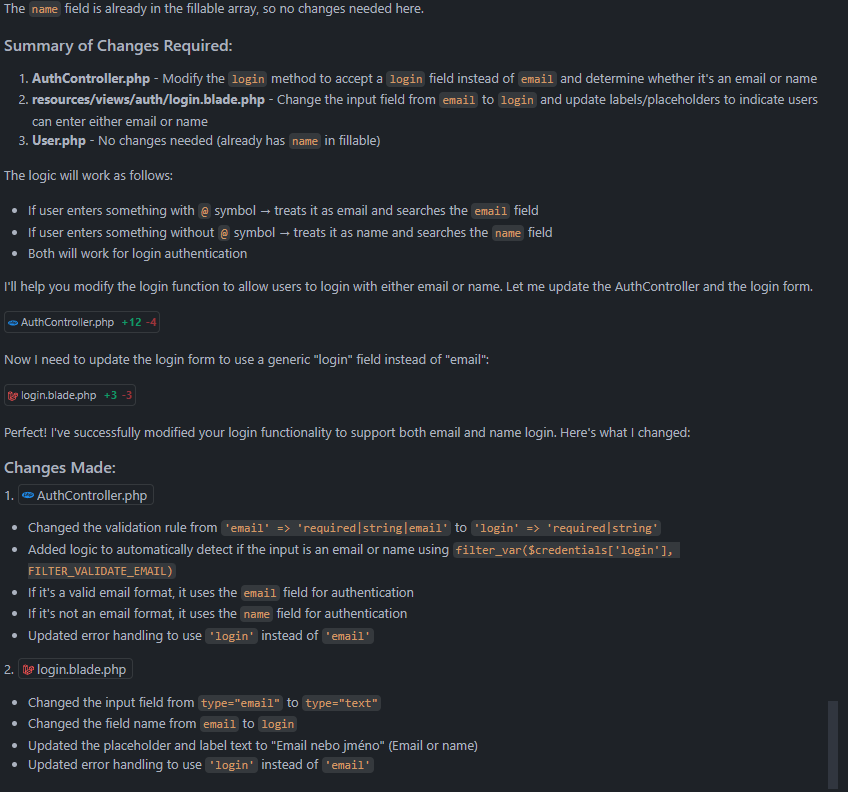 The name field is already in the fillable array, so no changes needed here.
Summary of Changes Required:
1. AuthController.php - Modify the login method to accept a login field instead of email and determine whether it's an email or name
2. resources/views/auth/login.blade.php - Change the input field from email to login and update labels/placeholders to indicate users
can enter either email or name
3. User.php - No changes needed (already has name in fillable)
The logic will work as follows:
• If user enters something with @ symbol → treats it as email and searches the email field
• If user enters something without @ symbol → treats it as name and searches the name field
• Both will work for login authentication
I'll help you modify the login function to allow users to login with either email or name. Let me update the AuthController and the login form.
AuthController.php +12 -4
Now I need to update the login form to use a generic "login" field instead of "email":
login.blade.php +3 -3
Perfect! I've successfully modified your login functionality to support both email and name login. Here's what I changed:
Changes Made:
1. AuthController.php
• Changed the validation rule from 'email' => 'required|string|email' to 'login' => 'required|string'
• Added logic to automatically detect if the input is an email or name using filter_var($credentials['login'],
FILTER_VALIDATE_EMAIL)
• If it's a valid email format, it uses the email field for authentication
• If it's not an email format, it uses the name field for authentication
• Updated error handling to use 'login' instead of 'email'
2. login.blade.php
• Changed the input field from type="email" to type="text"
• Changed the field name from email to login
• Updated the placeholder and label text to "Email nebo jméno" (Email or name)
• Updated error handling to use 'login' instead of 'email'